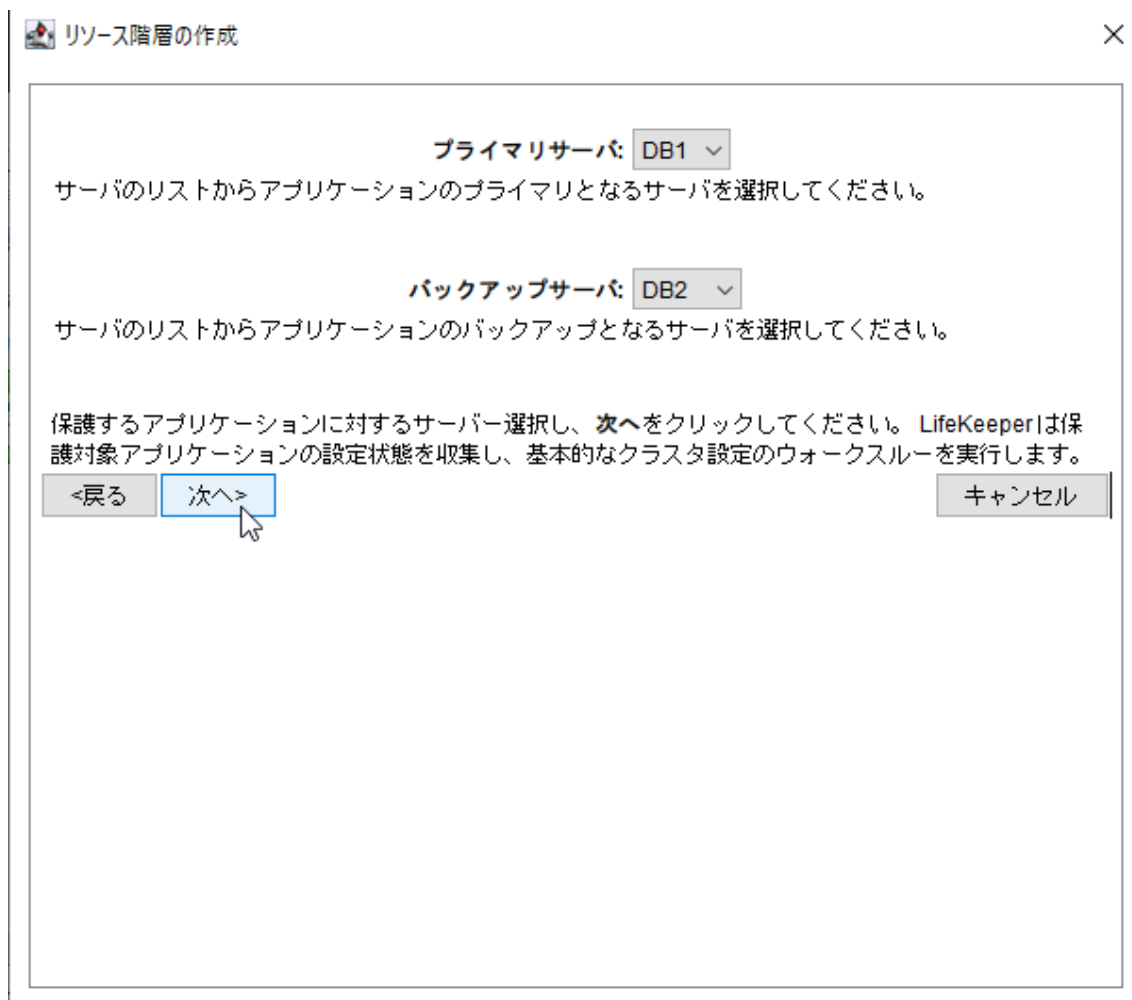 リソース階層の作成
プライマリサーバ: DB1
サーバのリストからアプリケーションのプライマリとなるサーバを選択してください。
バックアップサーバ: DB2
サーバのリストからアプリケーションのバックアップとなるサーバを選択してください。
保護するアプリケーションに対するサーバー選択し、次へをクリックしてください。 LifeKeeperは保
護対象アプリケーションの設定状態を収集し、基本的なクラスタ設定のウォークスルーを実行します。
<戻る 次へ> キャンセル